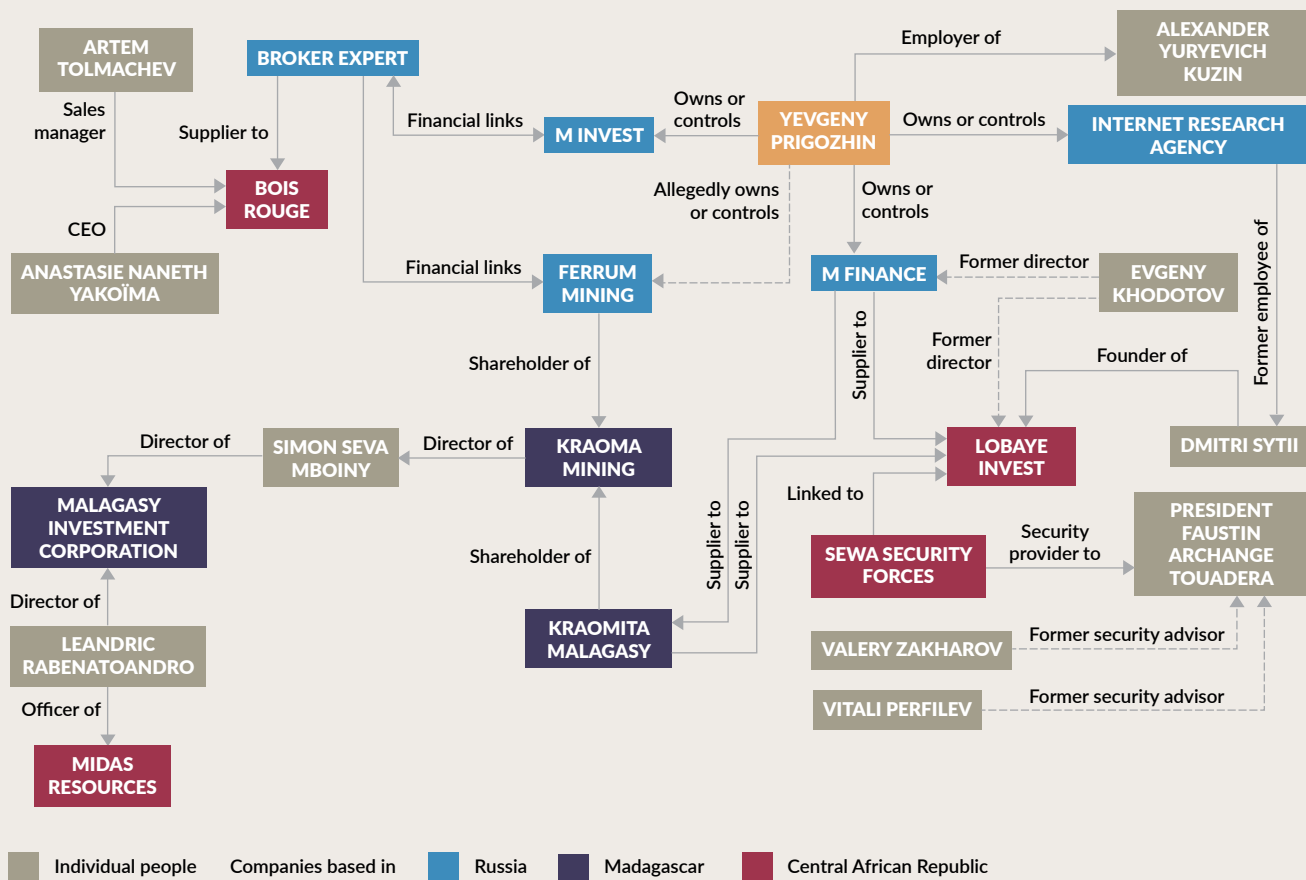 ARTEM
TOLMACHEV
BROKER EXPERT
Employer of
ALEXANDER
YURYEVICH
KUZIN
Sales
manager
Supplier to
Financial links
M INVEST
Owns or
controls
YEVGENY
PRIGOZHIN
Owns or controls
INTERNET RESEARCH
AGENCY
BOIS
ROUGE
Allegedly owns
or controls
Owns or
controls
CEO
ANASTASIE NANETH
YAKOÏMA
Financial links
FERRUM
MINING
M FINANCE
Former director
EVGENY
KHODOTOV
Former employee of
Shareholder of
Supplier to
Former
director
Founder of
Director of
SIMON SEVA
MBOINY
Director of
KRAOMA
MINING
LOBAYE
INVEST
DMITRI SYTII
MALAGASY
INVESTMENT
CORPORATION
Linked to
PRESIDENT
FAUSTIN
ARCHANGE
TOUADERA
Shareholder of
Supplier to
Supplier to
SEWA SECURITY
FORCES
Security
provider to
Director of
LEANDRIC
RABENATOANDRO
KRAOMITA
MALAGASY
VALERY ZAKHAROV
Former security advisor
Officer of
VITALI PERFILEV
Former security advisor
MIDAS
RESOURCES
Individual people
Companies based in
Russia
Madagascar
Central African Republic